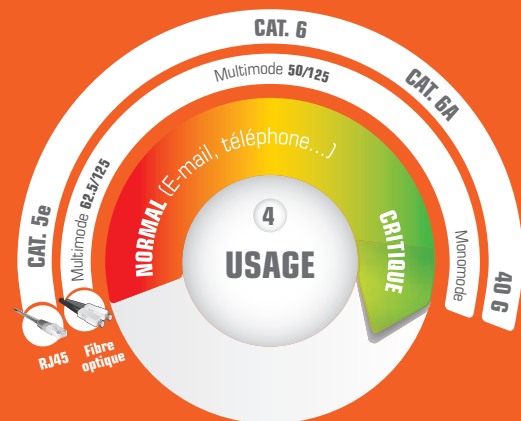 CAT. 5e
CAT. 6
CAT. 6A
40 G
Multimode 62.5/125
Multimode 50/125
Monomode
NORMAL (E-mail, téléphone...)
CRITIQUE
4
USAGE
RJ45
Fibre
optique